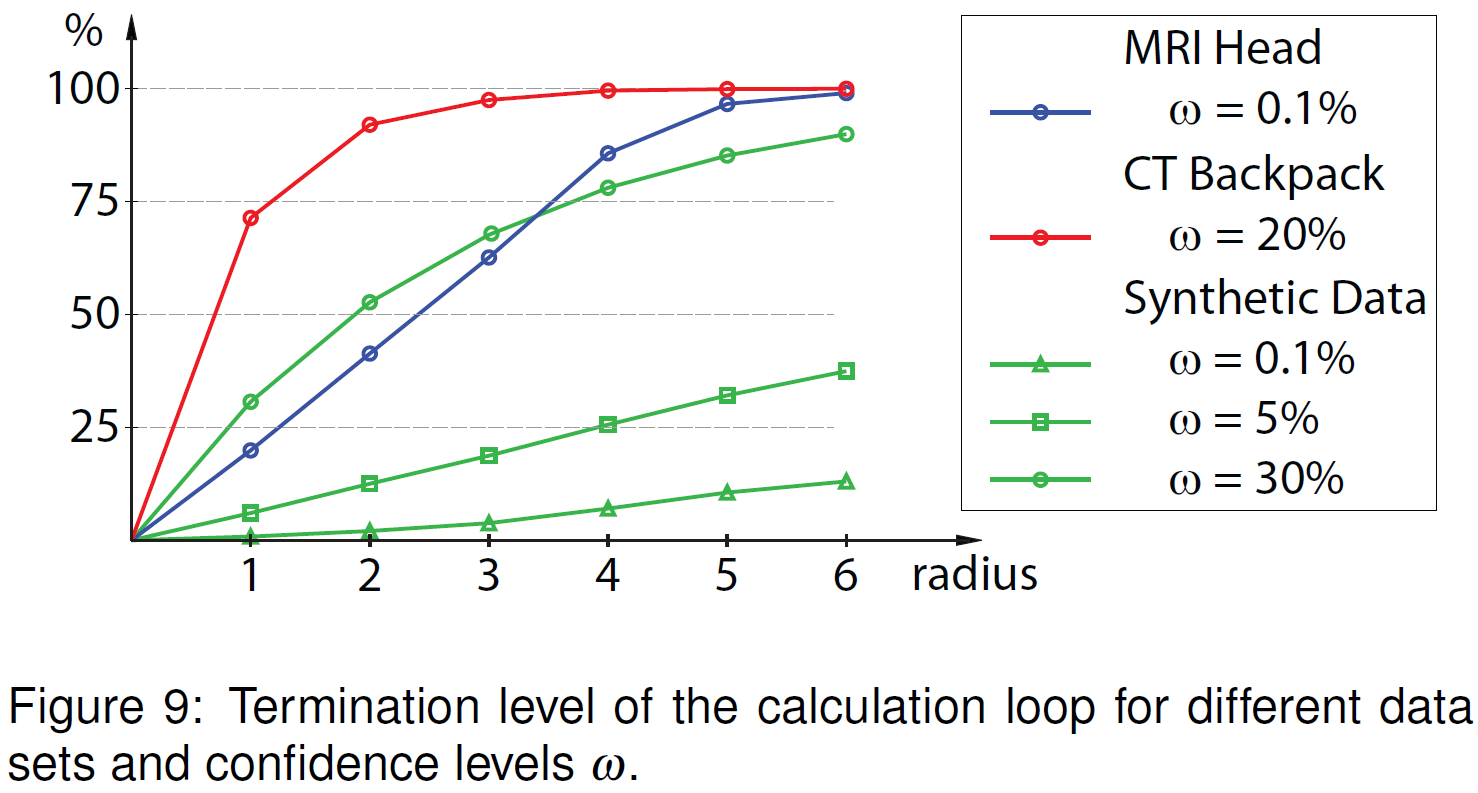 %
100
75
50
25
1 2 3 4 5 6 radius
MRI Head
ω = 0.1%
CT Backpack
ω = 20%
Synthetic Data
ω = 0.1%
ω = 5%
ω = 30%
Figure 9: Termination level of the calculation loop for different data
sets and confidence levels ω.